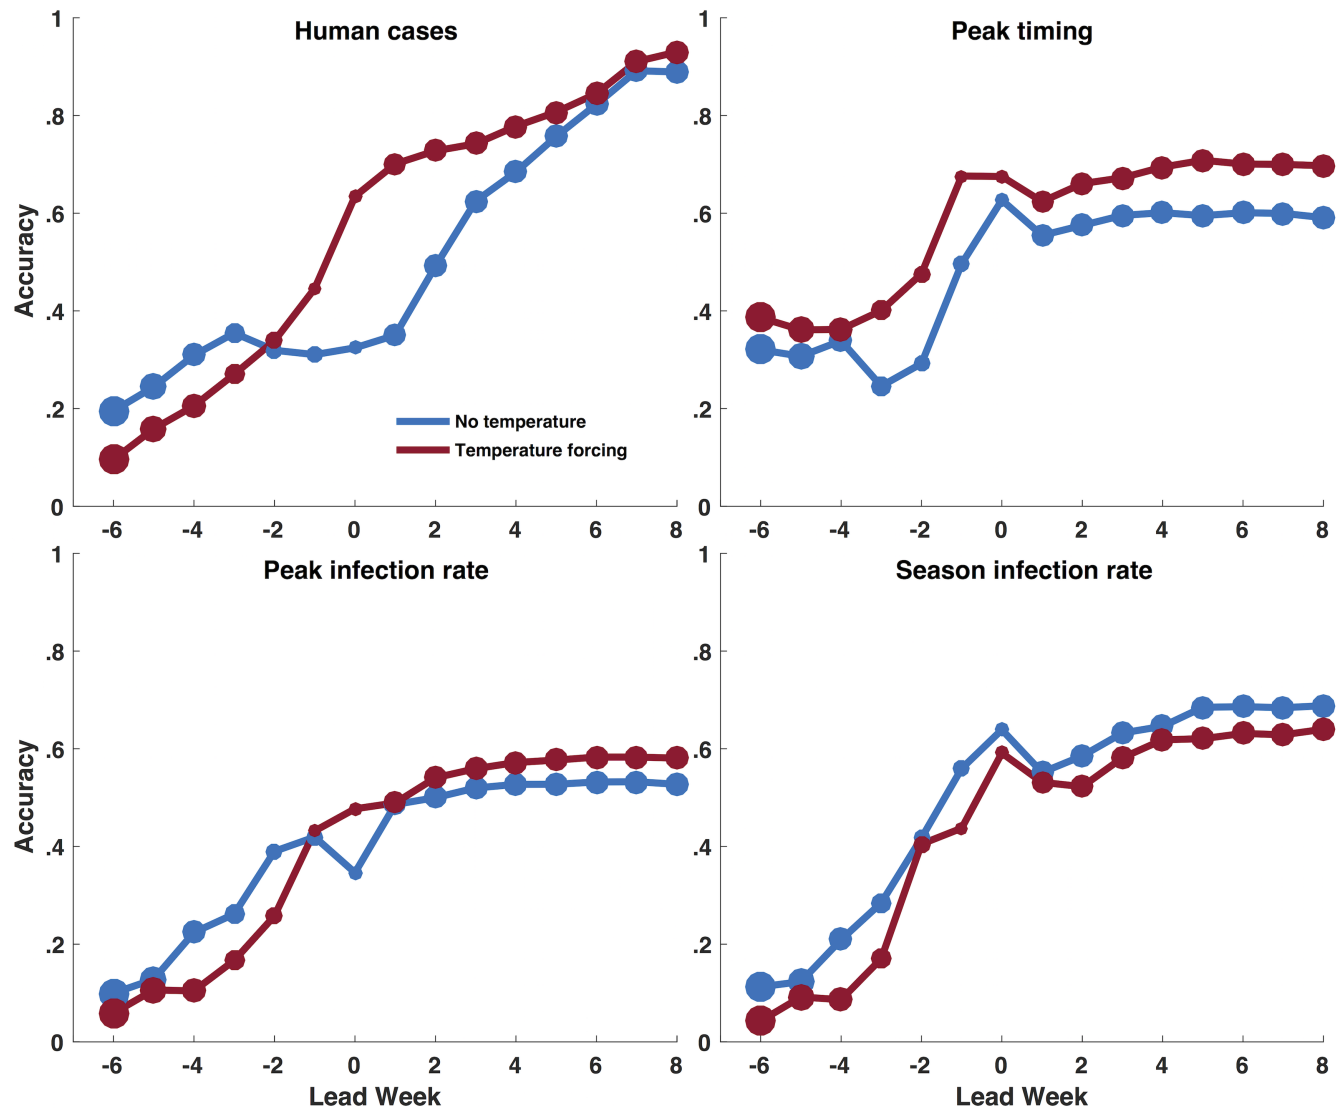 Human cases
Accuracy
1
.8
.6
.4
.2
0
-6 -4 -2 0 2 4 6 8
No temperature
Temperature forcing
Peak timing
1
.8
.6
.4
.2
0
-6 -4 -2 0 2 4 6 8
Peak infection rate
Accuracy
1
.8
.6
.4
.2
0
-6 -4 -2 0 2 4 6 8
Lead Week
Season infection rate
1
.8
.6
.4
.2
0
-6 -4 -2 0 2 4 6 8
Lead Week